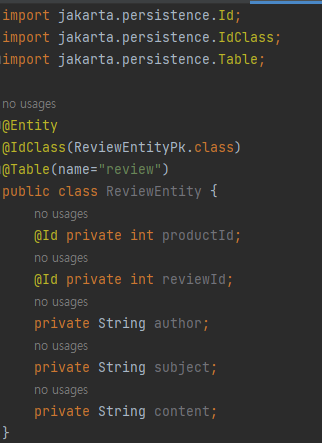 import jakarta.persistence.Id;
import jakarta.persistence.IdClass;
import jakarta.persistence.Table;
no usages
@Entity
@IdClass(ReviewEntityPk.class)
@Table(name="review")
public class ReviewEntity {
no usages
@Id private int productId;
no usages
@Id private int reviewId;
no usages
private String author;
no usages
private String subject;
no usages
private String content;
}